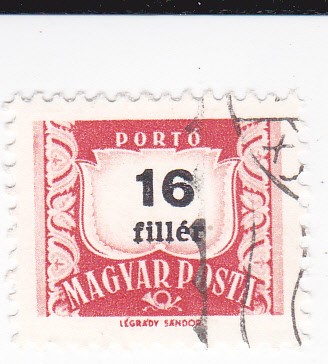 PORTÓ
16
fillér
MAGYAR POSTA
LÉGRÁDY SÁNDOR